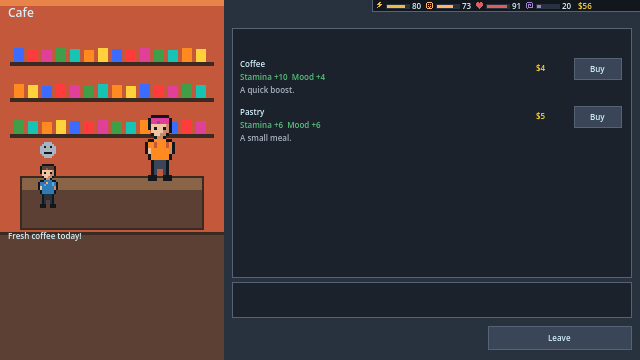 Cafe
80 73 91 20 $56
Coffee
Stamina +10 Mood +4
A quick boost.
$4
Buy
Pastry
Stamina +6 Mood +6
A small meal.
$5
Buy
Fresh coffee today!
Leave